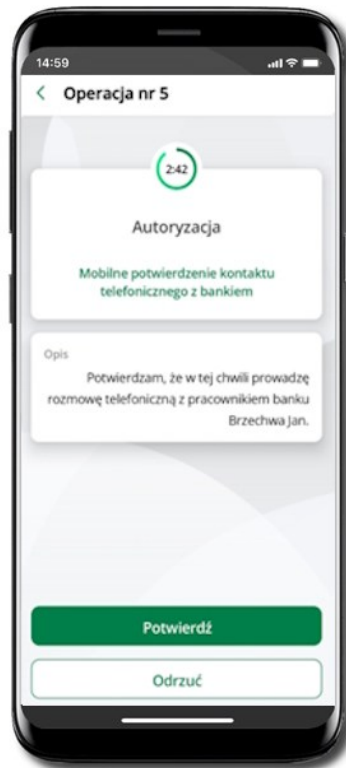 14:59
Operacja nr 5
2:42
Autoryzacja
Mobilne potwierdzenie kontaktu
telefonicznego z bankiem
Opis
Potwierdzam, że w tej chwili prowadzę
rozmowę telefoniczną z pracownikiem banku
Brzechwa Jan.
Potwierdź
Odrzuć